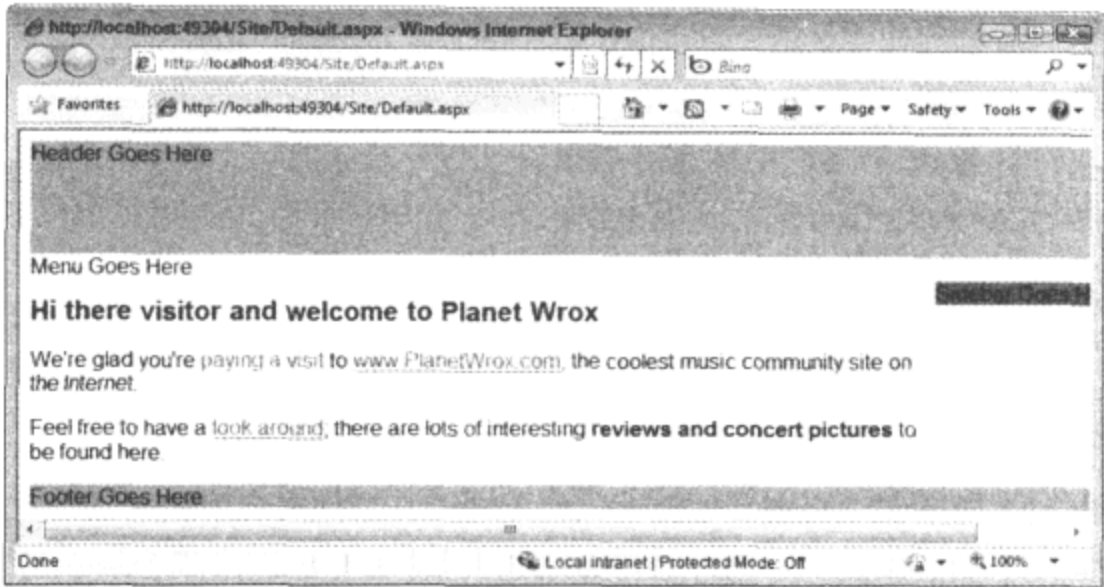 http://localhost:49304/Site/Default.aspx - Windows Internet Explorer
http://localhost:49304/Site/Default.aspx
Bing
Favorites
http://localhost:49304/Site/Default.aspx
Page
Safety
Tools
Header Goes Here
Menu Goes Here
Sidebar Goes H
Hi there visitor and welcome to Planet Wrox
We're glad you're paying a visit to www.PlanetWrox.com, the coolest music community site on
the Internet.
Feel free to have a look around; there are lots of interesting reviews and concert pictures to
be found here.
Footer Goes Here
Done
Local intranet | Protected Mode: Off
100%